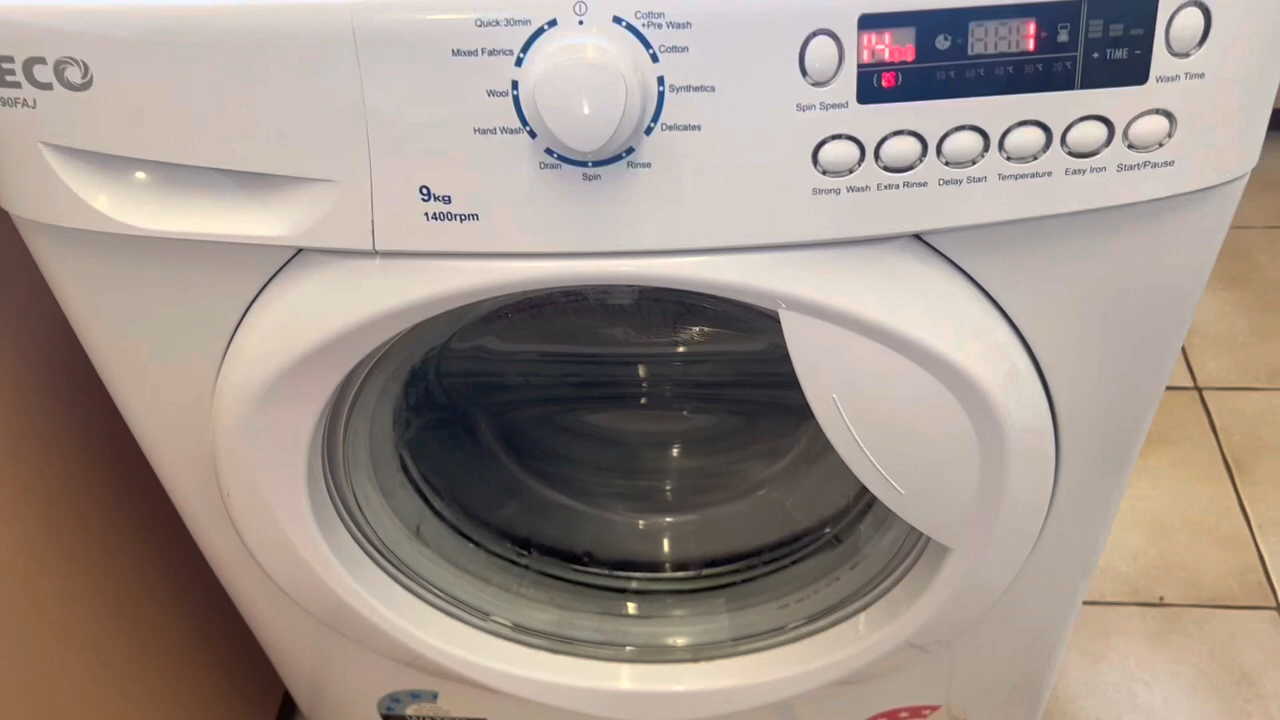 ECO
90FAJ
Quick 30min
Mixed Fabrics
Wool
Hand Wash
Drain
Spin
Rinse
Delicates
Synthetics
Cotton
Cotton
+Pre Wash
9kg
1400rpm
Spin Speed
1400
1
90℃ 60℃ 40℃ 30℃ 20℃
+ TIME -
Wash Time
Strong Wash
Extra Rinse
Delay Start
Temperature
Easy Iron
Start/Pause